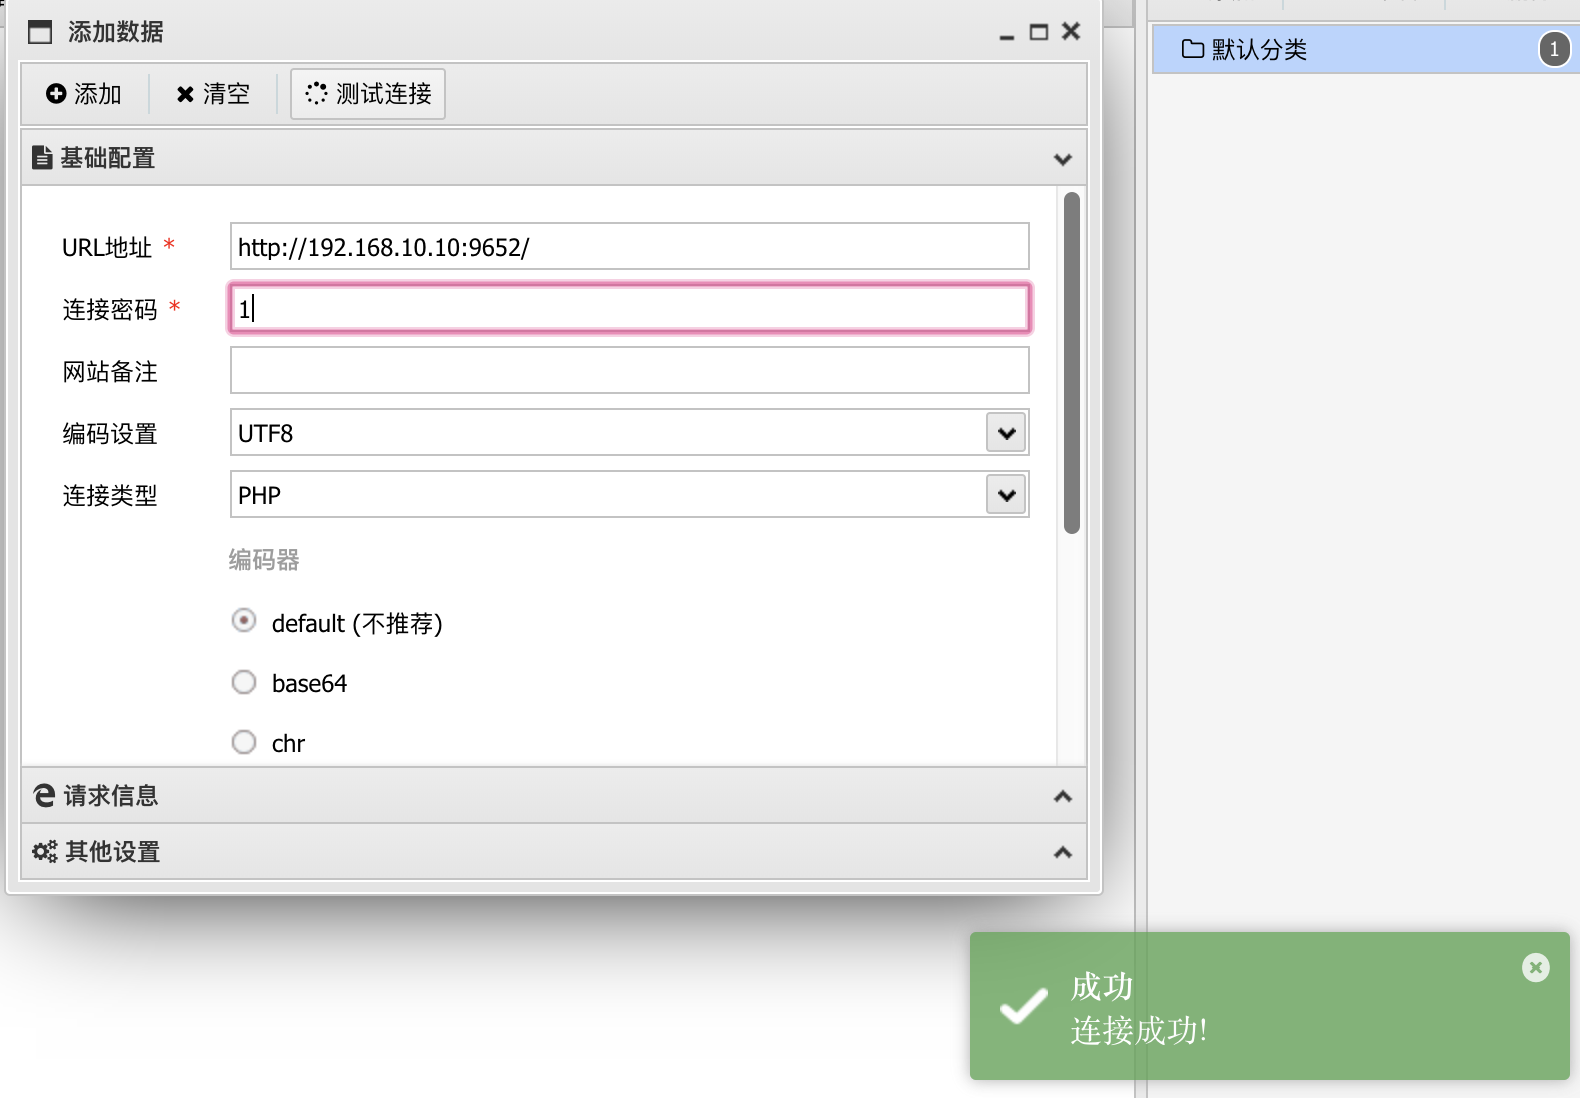 添加数据
添加
清空
测试连接
基础配置
URL地址 *
http://192.168.10.10:9652/
连接密码 *
1
网站备注
编码设置
UTF8
连接类型
PHP
编码器
default (不推荐)
base64
chr
请求信息
其他设置
默认分类
1
成功
连接成功!